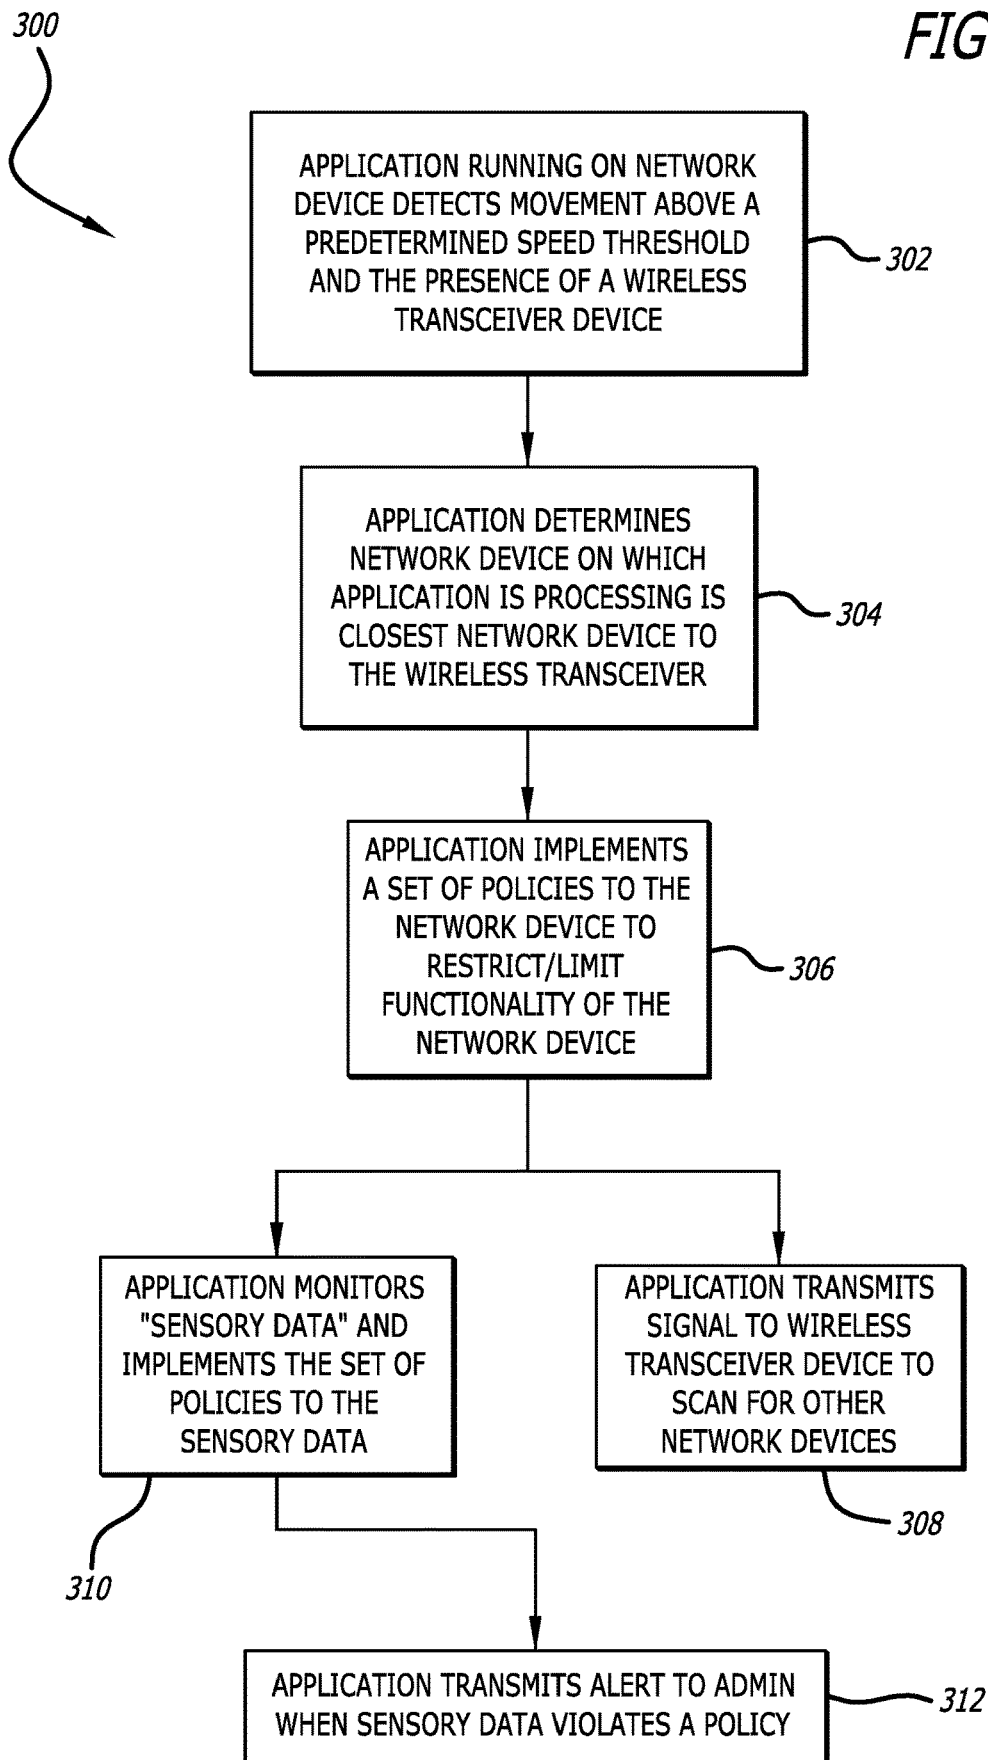 300
FIG
APPLICATION RUNNING ON NETWORK
DEVICE DETECTS MOVEMENT ABOVE A
PREDETERMINED SPEED THRESHOLD
AND THE PRESENCE OF A WIRELESS
TRANSCEIVER DEVICE
302
APPLICATION DETERMINES
NETWORK DEVICE ON WHICH
APPLICATION IS PROCESSING IS
CLOSEST NETWORK DEVICE TO
THE WIRELESS TRANSCEIVER
304
APPLICATION IMPLEMENTS
A SET OF POLICIES TO THE
NETWORK DEVICE TO
RESTRICT/LIMIT
FUNCTIONALITY OF THE
NETWORK DEVICE
306
APPLICATION MONITORS
"SENSORY DATA" AND
IMPLEMENTS THE SET OF
POLICIES TO THE
SENSORY DATA
310
APPLICATION TRANSMITS
SIGNAL TO WIRELESS
TRANSCEIVER DEVICE TO
SCAN FOR OTHER
NETWORK DEVICES
308
APPLICATION TRANSMITS ALERT TO ADMIN
WHEN SENSORY DATA VIOLATES A POLICY
312